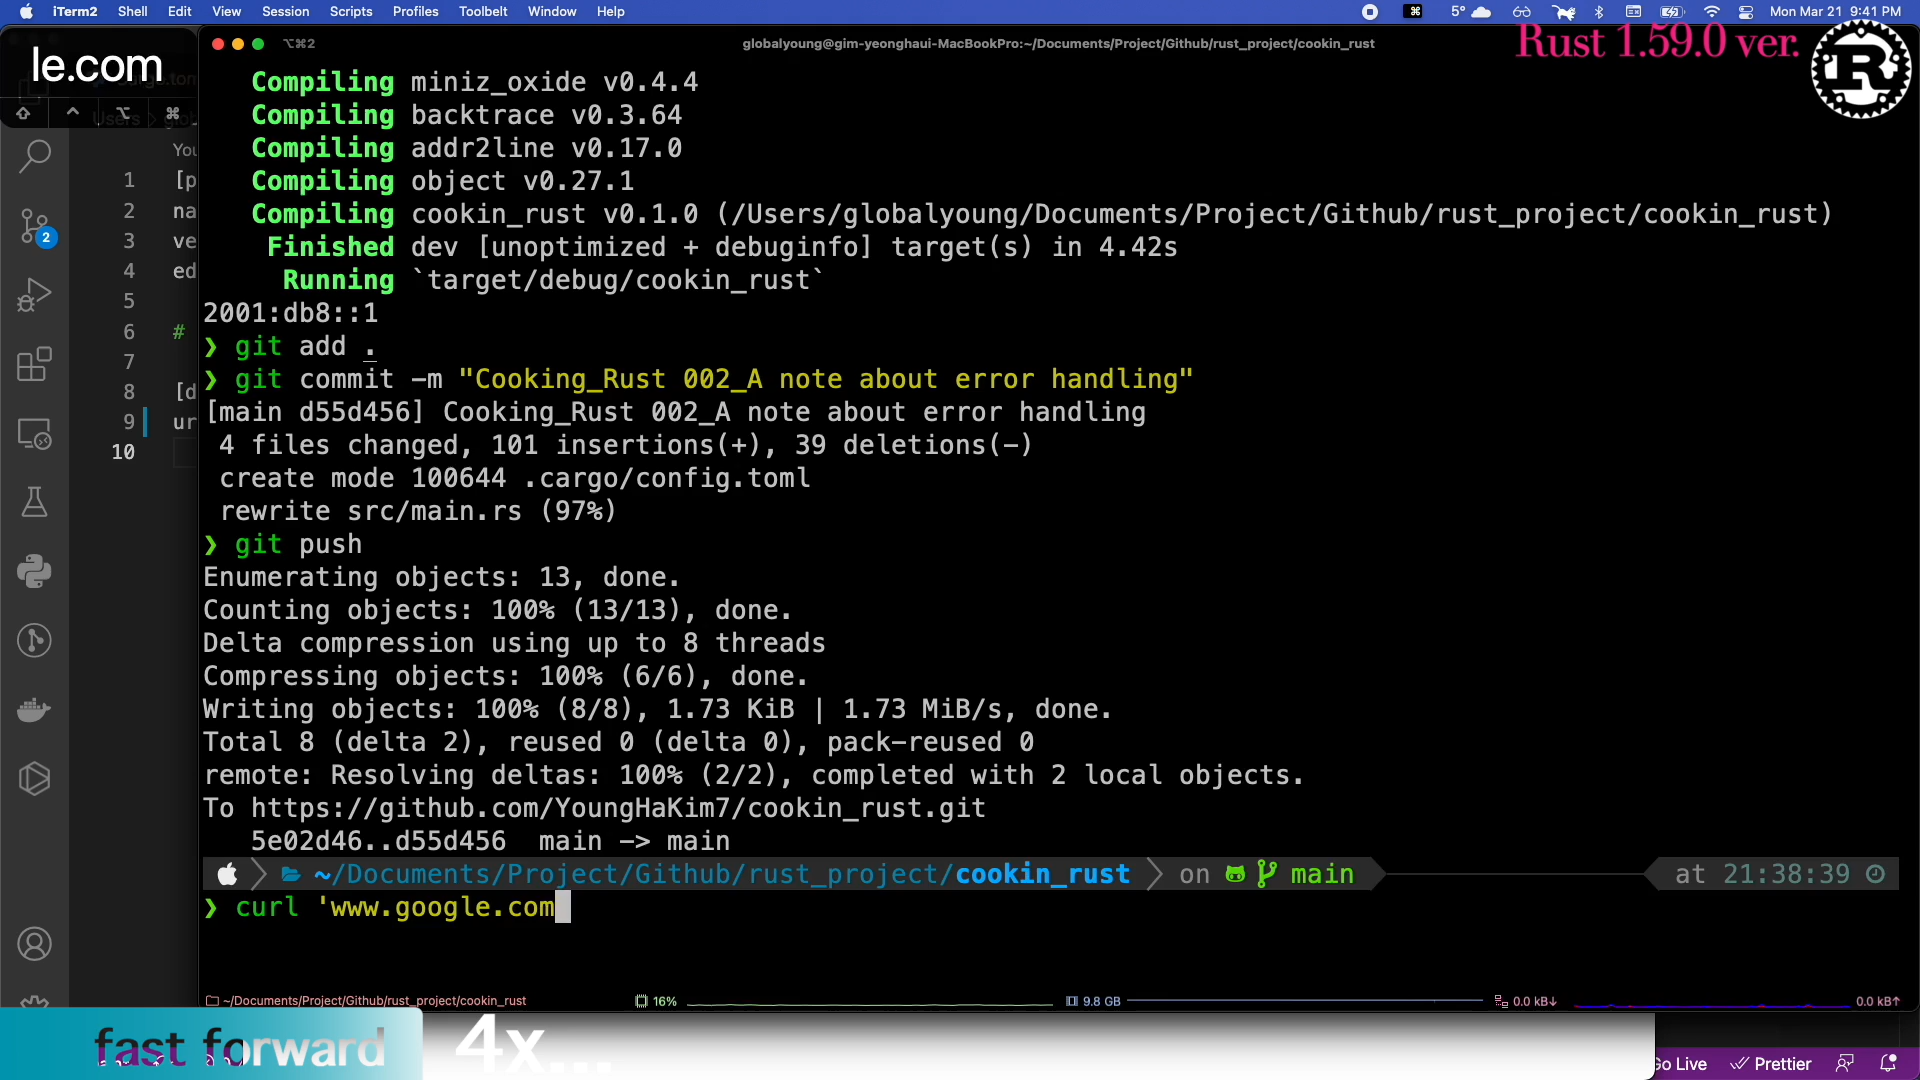 iTerm2 Shell Edit View Session Scripts Profiles Toolbelt Window Help 5° Mon Mar 21 9:41 PM
le.com
⌥⌘2 globalyoung@gim-yeonghaui-MacBookPro:~/Documents/Project/Github/rust_project/cookin_rust
Rust 1.59.0 ver.
Compiling miniz_oxide v0.4.4
Compiling backtrace v0.3.64
Compiling addr2line v0.17.0
Compiling object v0.27.1
Compiling cookin_rust v0.1.0 (/Users/globalyoung/Documents/Project/Github/rust_project/cookin_rust)
Finished dev [unoptimized + debuginfo] target(s) in 4.42s
Running `target/debug/cookin_rust`
2001:db8::1
❯ git add .
❯ git commit -m "Cooking_Rust 002_A note about error handling"
[main d55d456] Cooking_Rust 002_A note about error handling
4 files changed, 101 insertions(+), 39 deletions(-)
create mode 100644 .cargo/config.toml
rewrite src/main.rs (97%)
❯ git push
Enumerating objects: 13, done.
Counting objects: 100% (13/13), done.
Delta compression using up to 8 threads
Compressing objects: 100% (6/6), done.
Writing objects: 100% (8/8), 1.73 KiB | 1.73 MiB/s, done.
Total 8 (delta 2), reused 0 (delta 0), pack-reused 0
remote: Resolving deltas: 100% (2/2), completed with 2 local objects.
To https://github.com/YoungHaKim7/cookin_rust.git
5e02d46..d55d456 main -> main
~/Documents/Project/Github/rust_project/cookin_rust on main at 21:38:39
❯ curl 'www.google.com
~/Documents/Project/Github/rust_project/cookin_rust 16% 9.8 GB 0.0 kB↓ 0.0 kB↑
You
1 [p
2 na
3 ve
4 ed
5
6 #
7
8 [d
9 ur
10
2
fast forward 4x...
Go Live Prettier